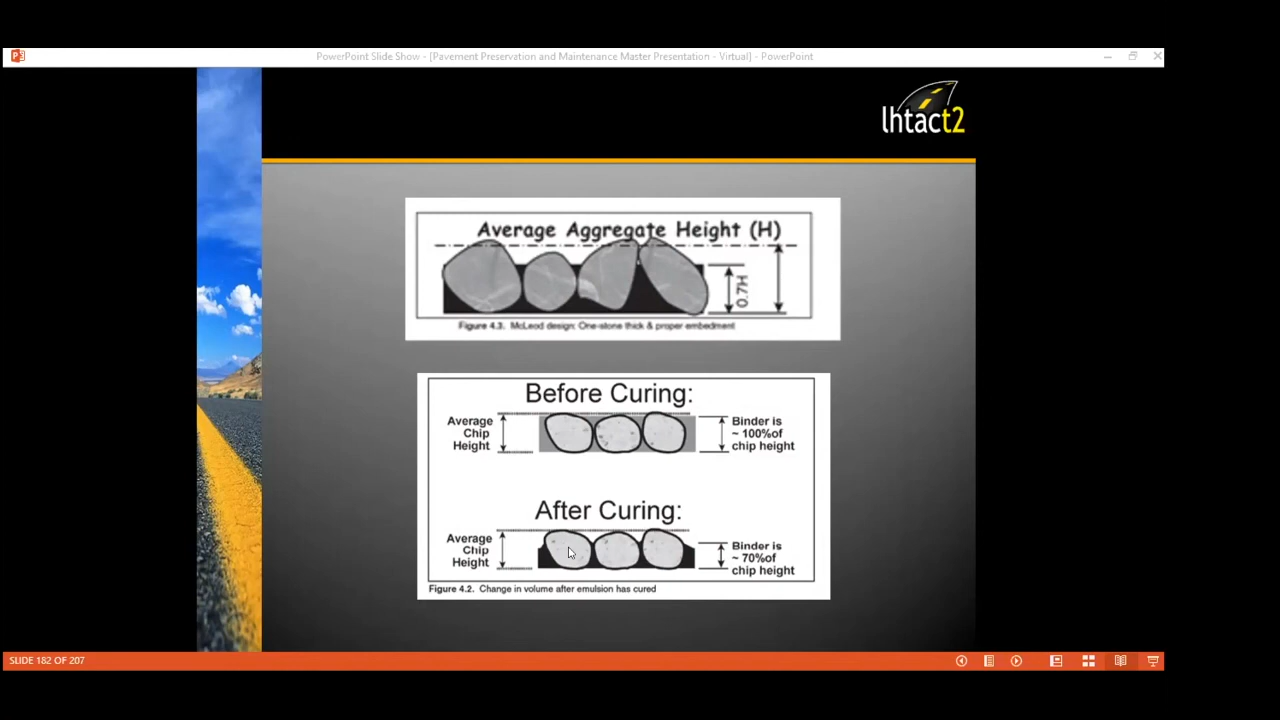 PowerPoint Slide Show - [Pavement Preservation and Maintenance Master Presentation - Virtual] - PowerPoint
lhtact2
Average Aggregate Height (H)
0.7H
Figure 4.3. McLeod design: One-stone thick & proper embedment
Before Curing:
Average
Chip
Height
Binder is
~ 100%of
chip height
After Curing:
Average
Chip
Height
Binder is
~ 70%of
chip height
Figure 4.2. Change in volume after emulsion has cured
SLIDE 182 OF 207